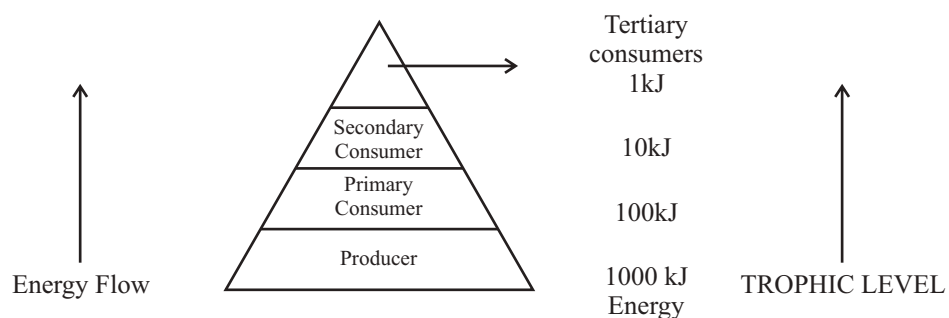 Tertiary
consumers
1kJ
Secondary
Consumer
10kJ
Primary
Consumer
100kJ
Producer
Energy Flow
1000 kJ
Energy
TROPHIC LEVEL